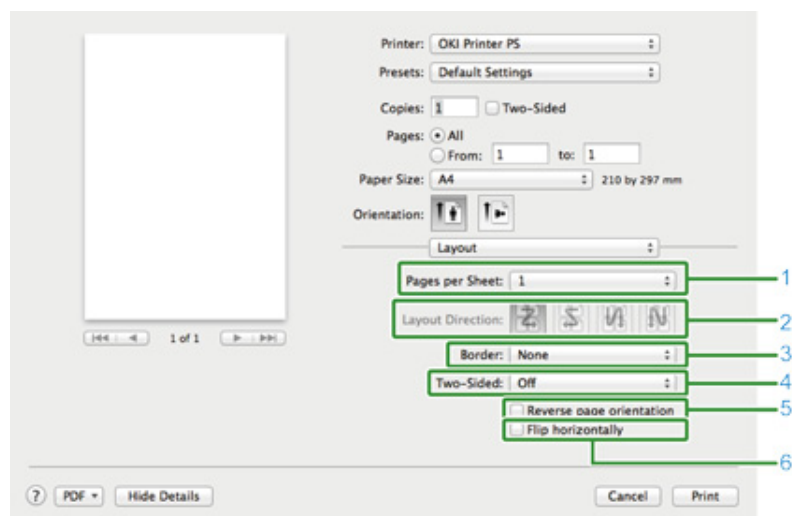 Printer: OKI Printer PS
Presets: Default Settings
Copies: 1 Two-Sided
Pages: All
From: 1 to: 1
Paper Size: A4 210 by 297 mm
Orientation:
Layout
Pages per Sheet: 1 1
Layout Direction: 2
1 of 1
Border: None 3
Two-Sided: Off 4
Reverse page orientation 5
Flip horizontally
6
? PDF Hide Details Cancel Print